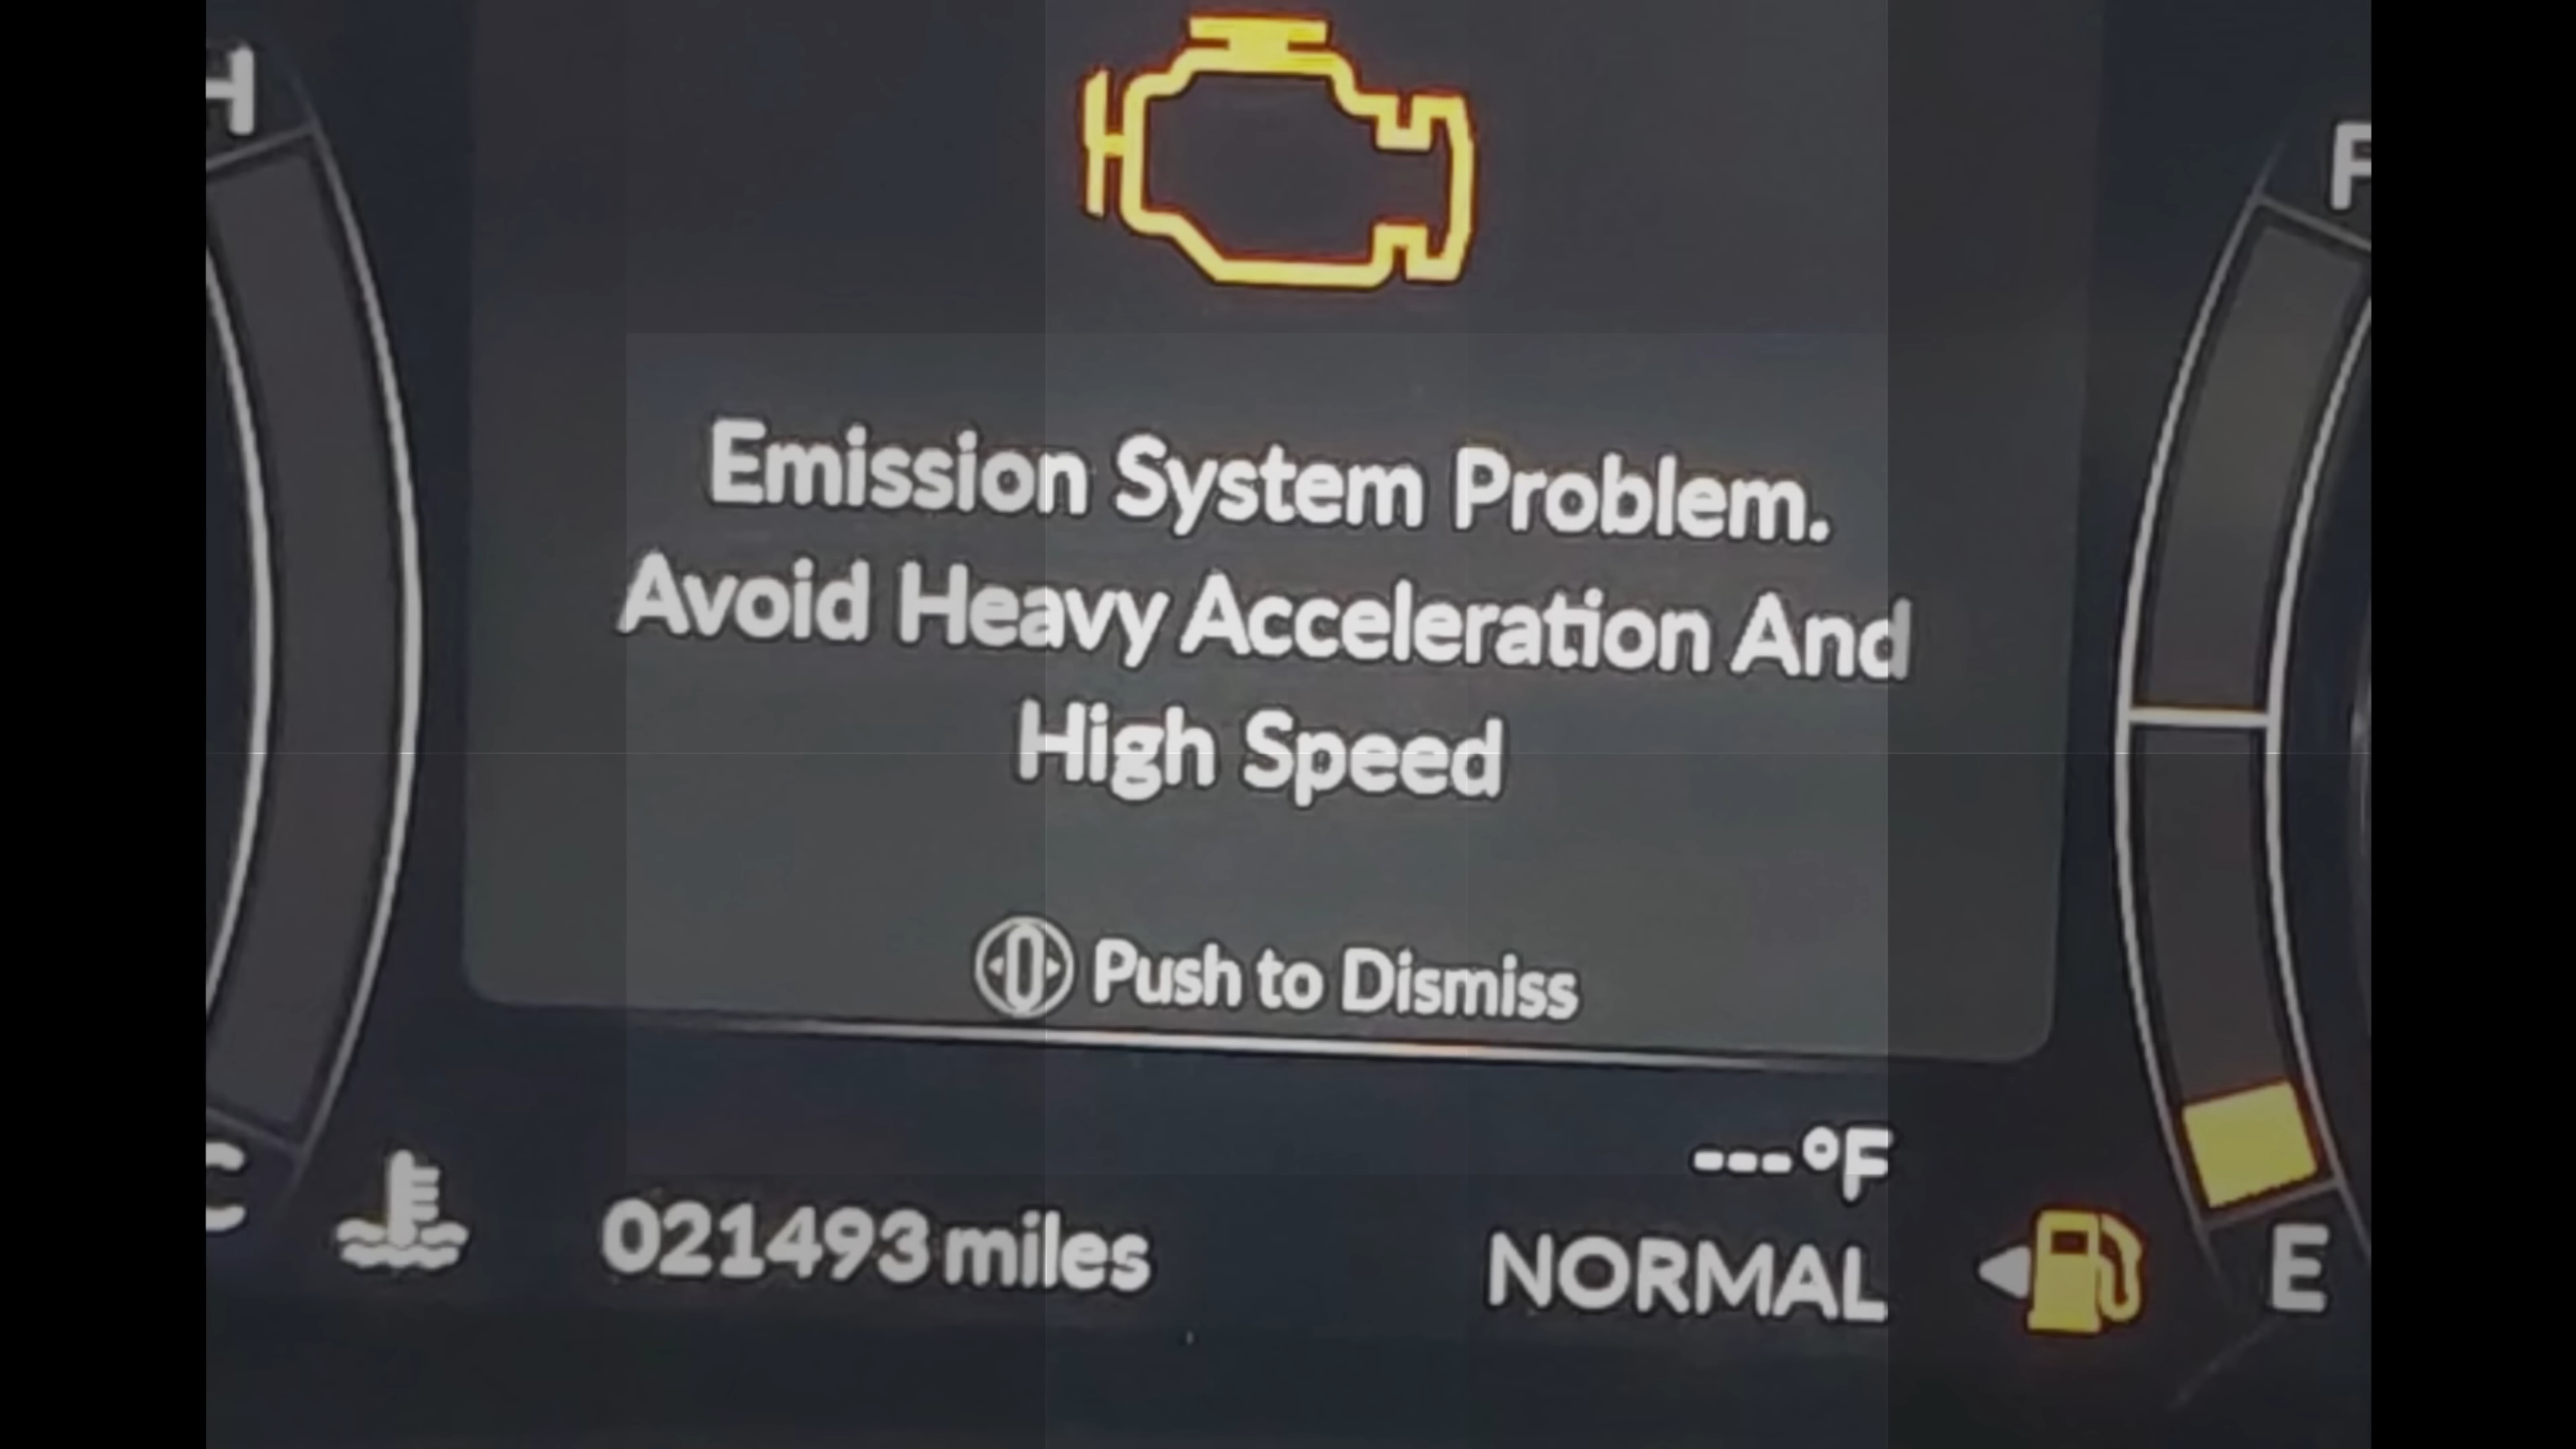 H
F
Emission System Problem.
Avoid Heavy Acceleration And
High Speed
Push to Dismiss
---°F
C
021493 miles
NORMAL
E